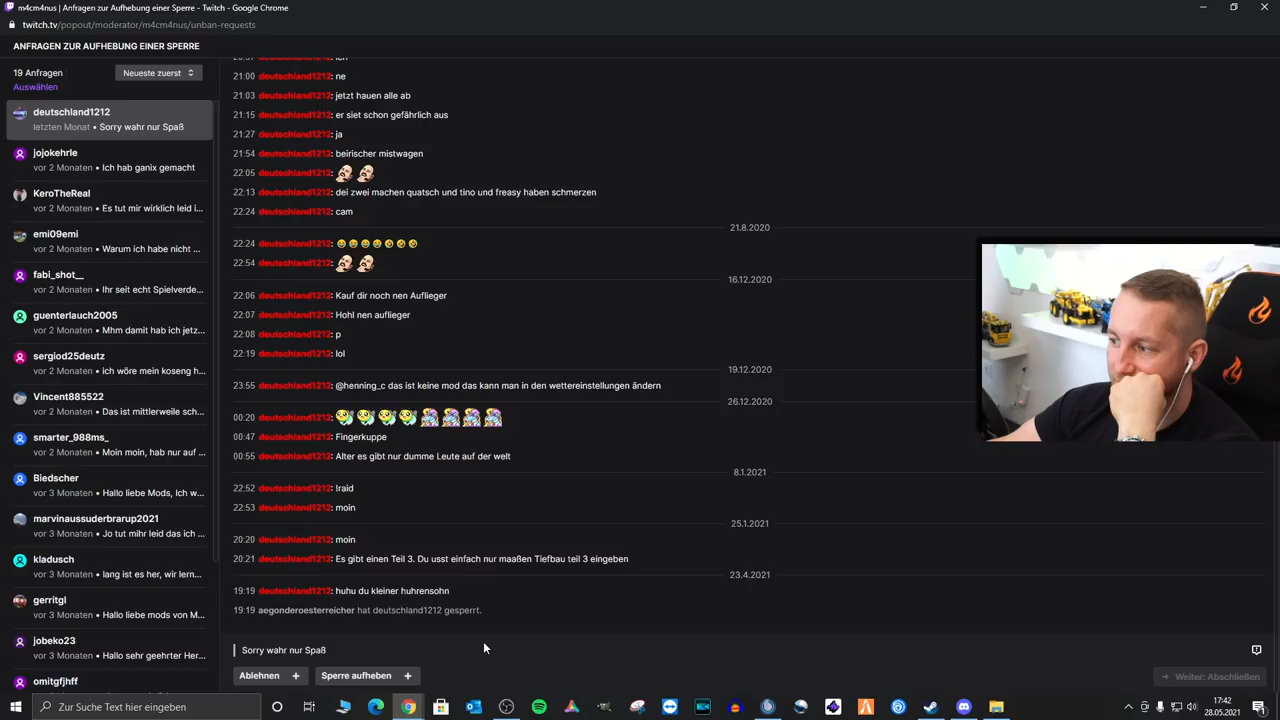 m4cm4nus | Anfragen zur Aufhebung einer Sperre - Twitch - Google Chrome
twitch.tv/popout/moderator/m4cm4nus/unban-requests
ANFRAGEN ZUR AUFHEBUNG EINER SPERRE
19 Anfragen
Neueste zuerst
Auswählen
deutschland1212
letzten Monat • Sorry wahr nur Spaß
jojokehrle
vor 2 Monaten • Ich hab ganix gemacht
KeroTheReal
vor 2 Monaten • Es tut mir wirklich leid i...
emi09emi
vor 2 Monaten • Warum ich habe nicht ...
fabi_shot__
vor 2 Monaten • Ihr seit echt Spielverde...
guenterlauch2005
vor 2 Monaten • Mhm damit hab ich jetz...
sergios25deutz
vor 2 Monaten • ich wöre mein koseng h...
Vincent885522
vor 2 Monaten • Das ist mittlerweile sch...
smarter_988ms_
vor 2 Monaten • Moin moin, hab nur auf ...
Biedscher
vor 3 Monaten • Hallo liebe Mods, Ich w...
marvinaussuderbrarup2021
vor 3 Monaten • Jo tut mihr leid das ich ...
kladusch
vor 3 Monaten • lang ist es her, wir lern...
gerritgl
vor 3 Monaten • Hallo liebe mods von M...
jobeko23
vor 3 Monaten • Hallo sehr geehrter Her...
omitgfjhff
21:00 deutschland1212: ne
21:03 deutschland1212: jetzt hauen alle ab
21:15 deutschland1212: er siet schon gefährlich aus
21:27 deutschland1212: ja
21:54 deutschland1212: beirischer mistwagen
22:05 deutschland1212:
22:13 deutschland1212: dei zwei machen quatsch und tino und freasy haben schmerzen
22:24 deutschland1212: cam
21.8.2020
22:24 deutschland1212: 
22:54 deutschland1212:
16.12.2020
22:06 deutschland1212: Kauf dir noch nen Auflieger
22:07 deutschland1212: Hohl nen auflieger
22:08 deutschland1212: p
22:19 deutschland1212: lol
19.12.2020
23:55 deutschland1212: @henning_c das ist keine mod das kann man in den wettereinstellungen ändern
26.12.2020
00:20 deutschland1212:
00:47 deutschland1212: Fingerkuppe
00:55 deutschland1212: Alter es gibt nur dumme Leute auf der welt
8.1.2021
22:52 deutschland1212: !raid
22:53 deutschland1212: moin
25.1.2021
20:20 deutschland1212: moin
20:21 deutschland1212: Es gibt einen Teil 3. Du usst einfach nur maaßen Tiefbau teil 3 eingeben
23.4.2021
19:19 deutschland1212: huhu du kleiner huhrensohn
19:19 aegonderoesterreicher hat deutschland1212 gesperrt.
Sorry wahr nur Spaß
Ablehnen +
Sperre aufheben +
→ Weiter: Abschließen
Zur Suche Text hier eingeben
17:42
28.05.2021